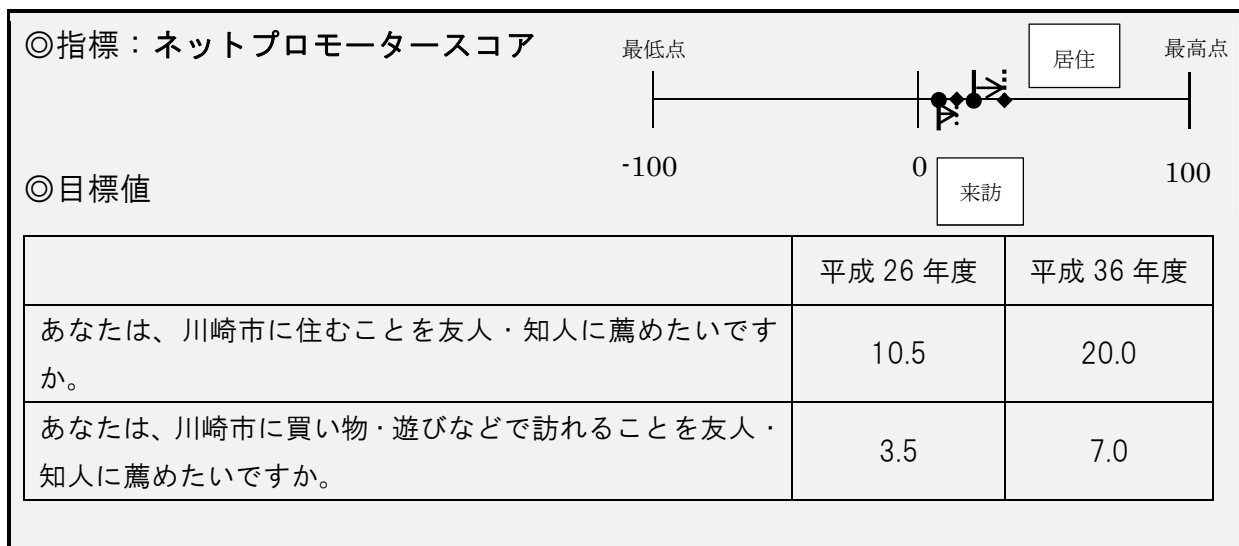 ◎指標：ネットプロモータースコア
最低点
居住
最高点
-100
0
100
来訪
◎目標値
平成 26 年度
平成 36 年度
あなたは、川崎市に住むことを友人・知人に薦めたいです
か。
10.5
20.0
あなたは、川崎市に買い物・遊びなどで訪れることを友人・
知人に薦めたいですか。
3.5
7.0